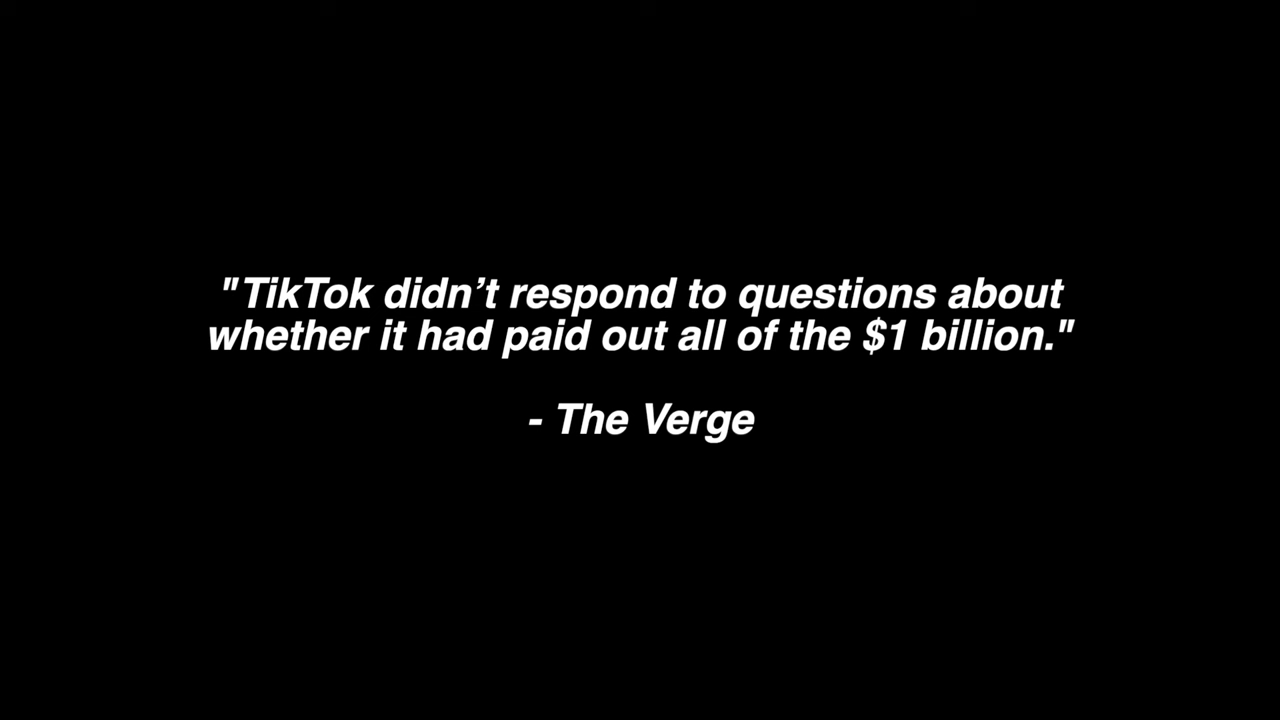 "TikTok didn’t respond to questions about
whether it had paid out all of the $1 billion."
- The Verge